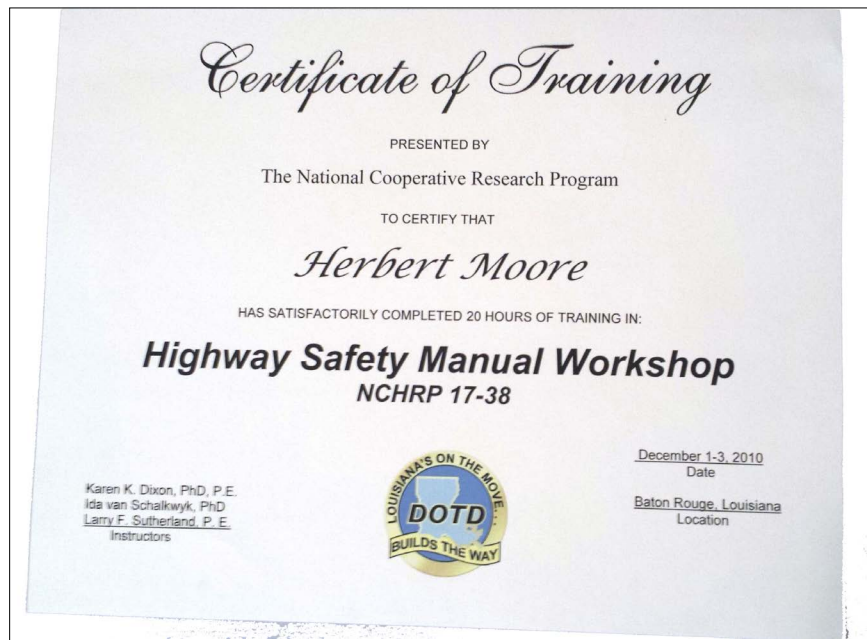 Certificate of Training
PRESENTED BY
The National Cooperative Research Program
TO CERTIFY THAT
Herbert Moore
HAS SATISFACTORILY COMPLETED 20 HOURS OF TRAINING IN:
Highway Safety Manual Workshop
NCHRP 17-38
Karen K. Dixon, PhD, P.E.
Ida van Schalkwyk, PhD
Larry F. Sutherland, P. E.
Instructors
LOUISIANA'S ON THE MOVE...
DOTD
BUILDS THE WAY
December 1-3, 2010
Date
Baton Rouge, Louisiana
Location